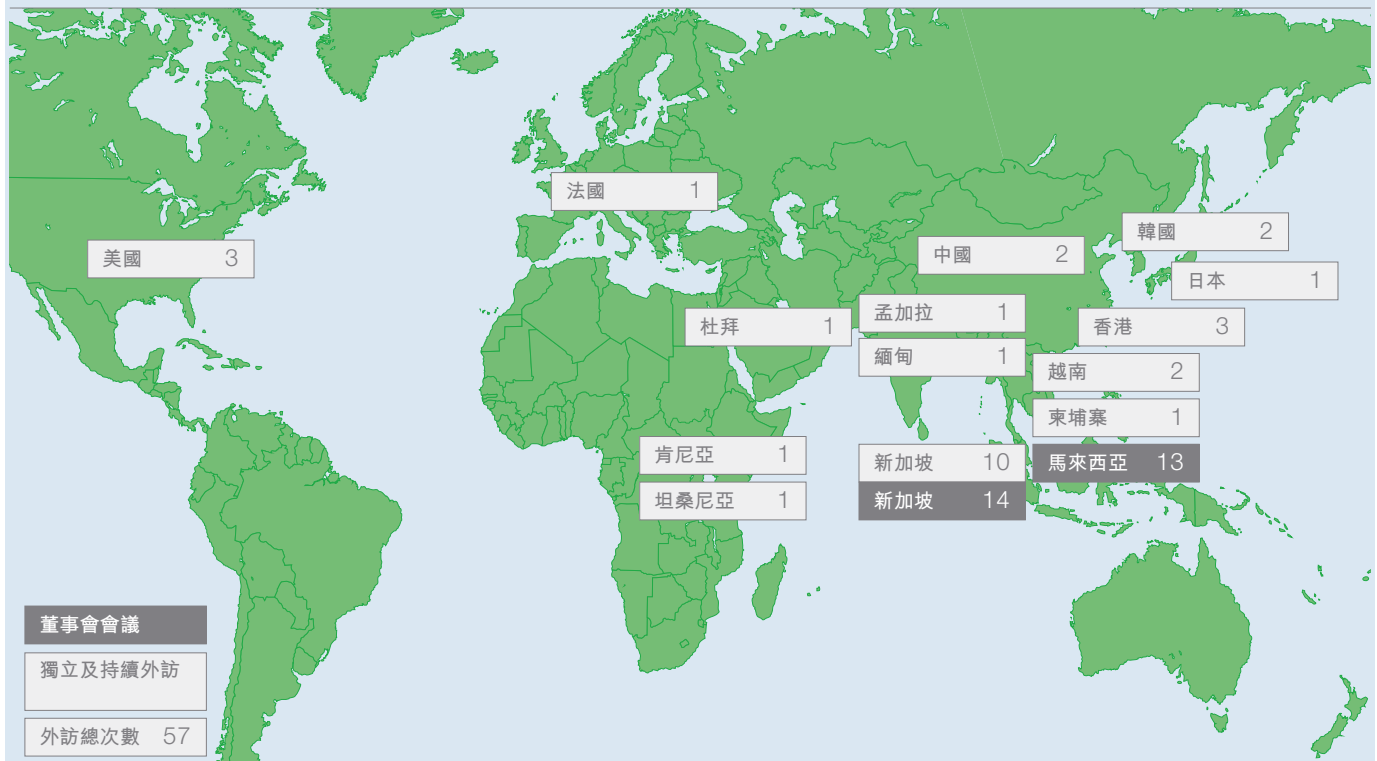 法國 1
韓國 2
美國 3
中國 2
日本 1
孟加拉 1
杜拜 1
香港 3
緬甸 1
越南 2
柬埔寨 1
肯尼亞 1
新加坡 10
馬來西亞 13
坦桑尼亞 1
新加坡 14
董事會會議
獨立及持續外訪
外訪總次數 57